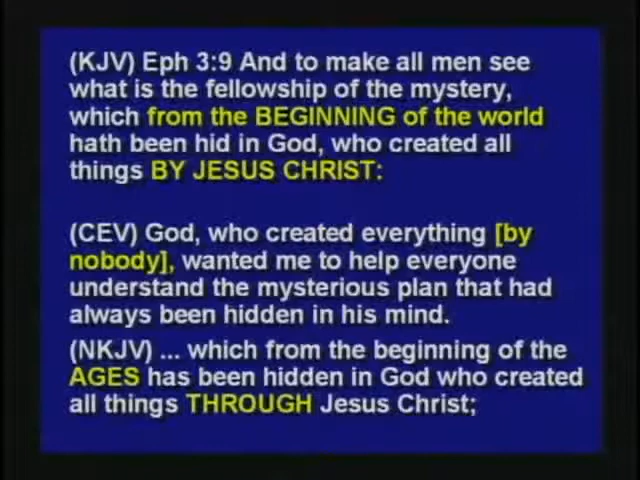 (KJV) Eph 3:9 And to make all men see
what is the fellowship of the mystery,
which from the BEGINNING of the world
hath been hid in God, who created all
things BY JESUS CHRIST:
(CEV) God, who created everything [by
nobody], wanted me to help everyone
understand the mysterious plan that had
always been hidden in his mind.
(NKJV) ... which from the beginning of the
AGES has been hidden in God who created
all things THROUGH Jesus Christ;